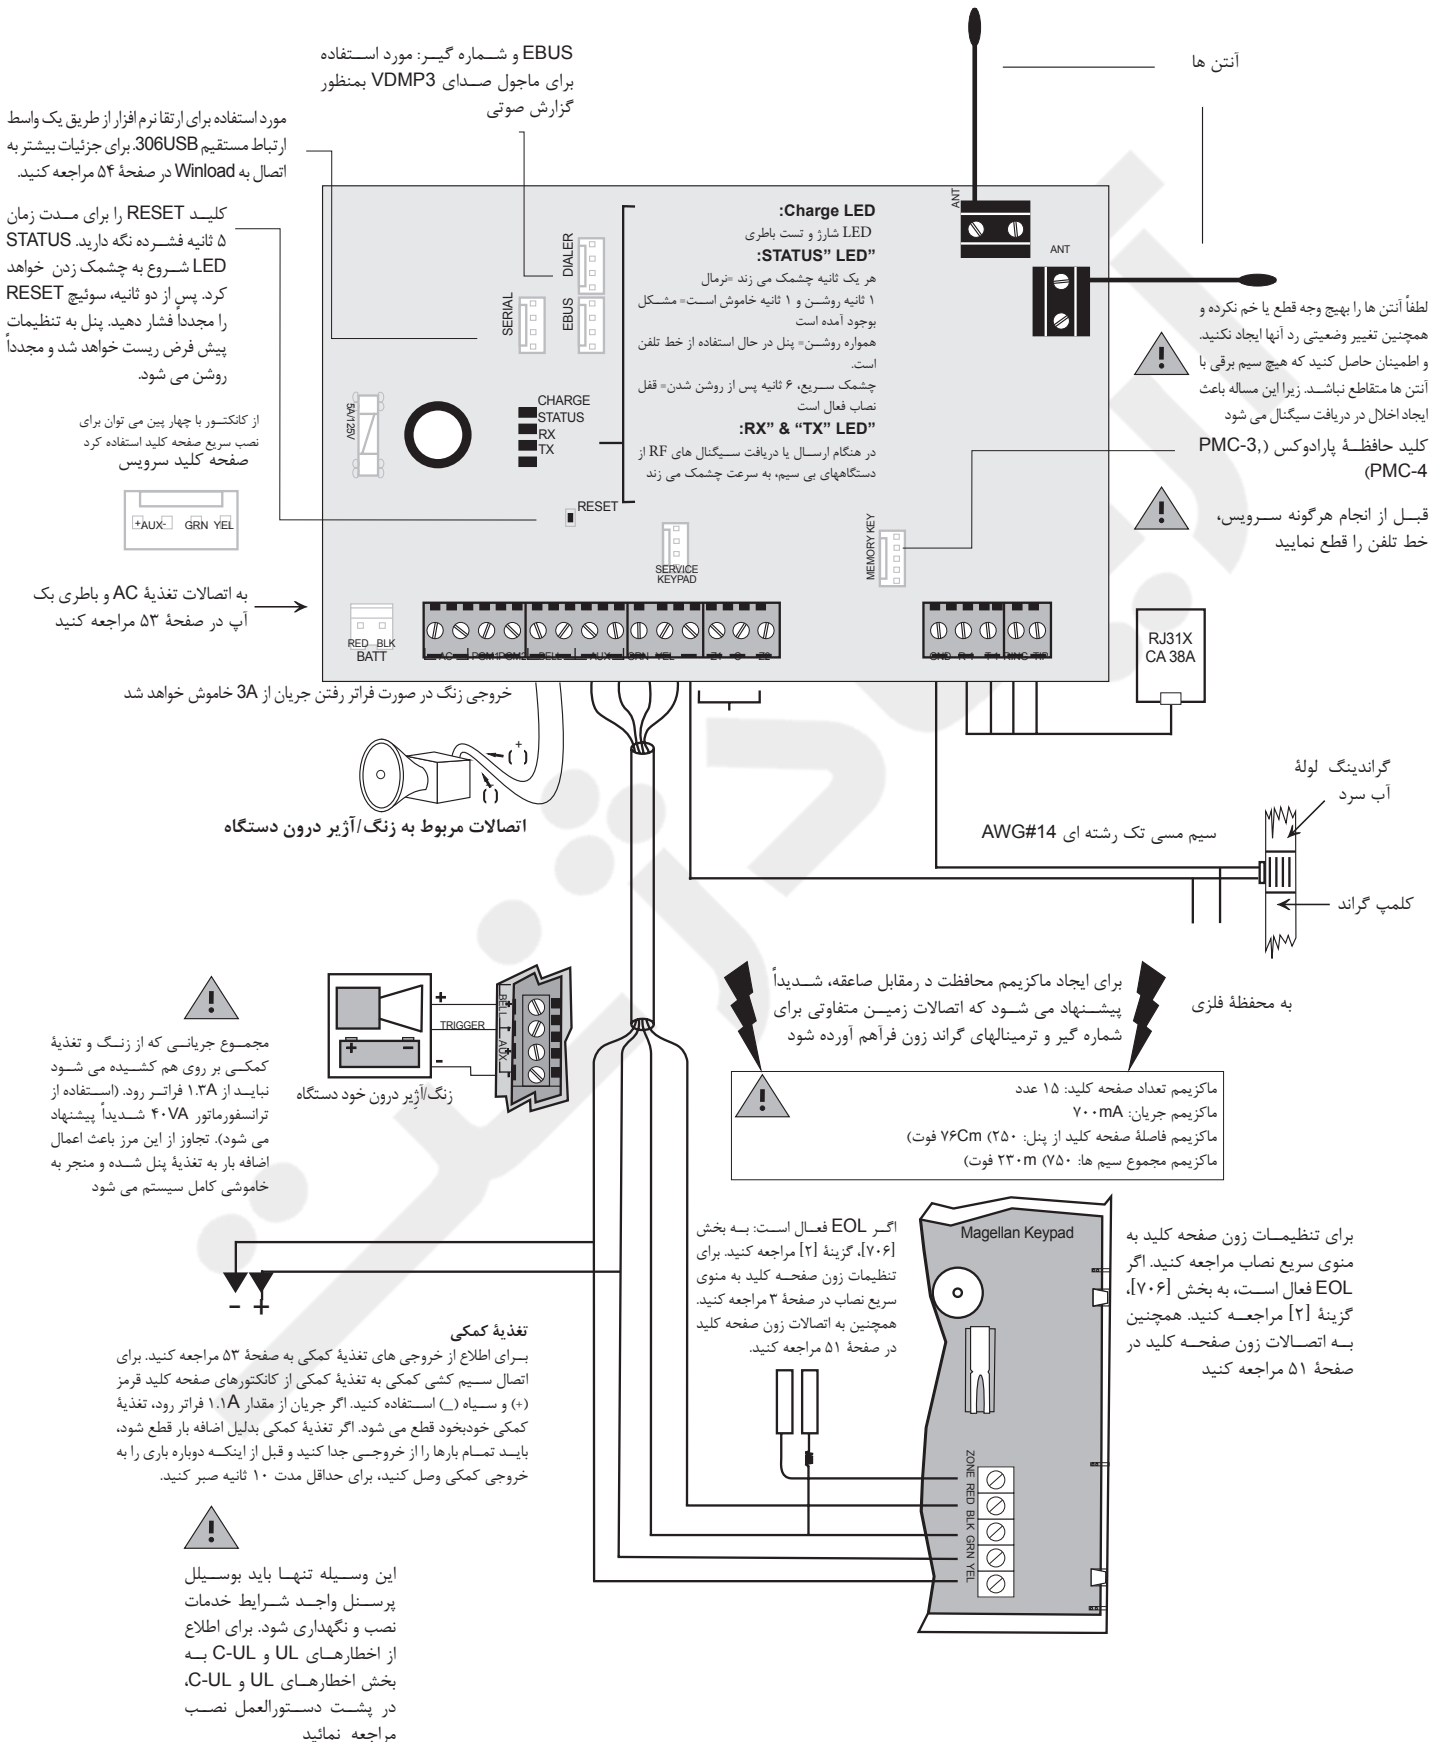 EBUS و شماره گیر: مورد استفاده
برای ماجول صدای VDMP3 بمنظور
گزارش صوتی
آنتن ها
مورد استفاده برای ارتقا نرم افزار از طریق یک واسط
ارتباط مستقیم 306USB. برای جزئیات بیشتر به
اتصال به Winload در صفحهٔ ۵۴ مراجعه کنید.
کلید RESET را برای مدت زمان
۵ ثانیه فشرده نگه دارید. STATUS
LED شروع به چشمک زدن خواهد
کرد. پس از دو ثانیه، سوئیچ RESET
را مجدداً فشار دهید. پنل به تنظیمات
پیش فرض ریست خواهد شد و مجدداً
روشن می شود.
از کانکتور با چهار پین می توان برای
نصب سریع صفحه کلید استفاده کرد
صفحه کلید سرویس
+AUX- GRN YEL
به اتصالات تغذیهٔ AC و باطری بک
آپ در صفحهٔ ۵۳ مراجعه کنید
:Charge LED
LED شارژ و تست باطری
:STATUS” LED”
هر یک ثانیه چشمک می زند =نرمال
۱ ثانیه روشن و ۱ ثانیه خاموش است= مشکل
بوجود آمده است
همواره روشن= پنل در حال استفاده از خط تلفن
است.
چشمک سریع، ۶ ثانیه پس از روشن شدن= قفل
نصاب فعال است
:RX” & “TX” LED”
در هنگام ارسال یا دریافت سیگنال های RF از
دستگاههای بی سیم، به سرعت چشمک می زند
ANT
ANT
DIALER
SERIAL
EBUS
5A/125V
CHARGE
STATUS
RX
TX
RESET
SERVICE
KEYPAD
MEMORY KEY
RED BLK
BATT
AC PGM1 PGM2 BELL AUX GRN YEL Z1 C Z2
GND R-1 T-1 RING TIP
لطفاً آنتن ها را بهیچ وجه قطع یا خم نکرده و
همچنین تغییر وضعیتی رد آنها ایجاد نکنید.
و اطمینان حاصل کنید که هیچ سیم برقی با
آنتن ها متقاطع نباشد. زیرا این مساله باعث
ایجاد اخلال در دریافت سیگنال می شود
کلید حافظهٔ پارادوکس (PMC-3,
PMC-4)
قبل از انجام هرگونه سرویس،
خط تلفن را قطع نمایید
RJ31X
CA 38A
خروجی زنگ در صورت فراتر رفتن جریان از 3A خاموش خواهد شد
(+)
( )
اتصالات مربوط به زنگ/آژیر درون دستگاه
گراندینگ لولهٔ
آب سرد
سیم مسی تک رشته ای AWG#14
کلمپ گراند
به محفظهٔ فلزی
برای ایجاد ماکزیمم محافظت د رمقابل صاعقه، شدیداً
پیشنهاد می شود که اتصالات زمین متفاوتی برای
شماره گیر و ترمینالهای گراند زون فرآهم آورده شود
ماکزیمم تعداد صفحه کلید: ۱۵ عدد
ماکزیمم جریان: ۷۰۰mA
ماکزیمم فاصلهٔ صفحه کلید از پنل: ۷۶Cm (۲۵۰ فوت)
ماکزیمم مجموع سیم ها: ۲۳۰m (۷۵۰ فوت)
+
TRIGGER
-
+ -
BELL
AUX
زنگ/آژیر درون خود دستگاه
مجموع جریانی که از زنگ و تغذیهٔ
کمکی بر روی هم کشیده می شود
نباید از ۱.۳A فراتر رود. (استفاده از
ترانسفورماتور ۴۰VA شدیداً پیشنهاد
می شود). تجاوز از این مرز باعث اعمال
اضافه بار به تغذیهٔ پنل شده و منجر به
خاموشی کامل سیستم می شود
اگر EOL فعال است: به بخش
[۷۰۶]، گزینهٔ [۲] مراجعه کنید. برای
تنظیمات زون صفحه کلید به منوی
سریع نصاب در صفحهٔ ۳ مراجعه کنید.
همچنین به اتصالات زون صفحه کلید
در صفحهٔ ۵۱ مراجعه کنید.
Magellan Keypad
ZONE RED BLK GRN YEL
برای تنظیمات زون صفحه کلید به
منوی سریع نصاب مراجعه کنید. اگر
EOL فعال است، به بخش [۷۰۶]،
گزینهٔ [۲] مراجعه کنید. همچنین
به اتصالات زون صفحه کلید در
صفحهٔ ۵۱ مراجعه کنید
- +
تغذیهٔ کمکی
برای اطلاع از خروجی های تغذیهٔ کمکی به صفحهٔ ۵۳ مراجعه کنید. برای
اتصال سیم کشی کمکی به تغذیهٔ کمکی از کانکتورهای صفحه کلید قرمز
(+) و سیاه (_) استفاده کنید. اگر جریان از مقدار ۱.۱A فراتر رود، تغذیهٔ
کمکی خودبخود قطع می شود. اگر تغذیهٔ کمکی بدلیل اضافه بار قطع شود،
باید تمام بارها را از خروجی جدا کنید و قبل از اینکه دوباره باری را به
خروجی کمکی وصل کنید، برای حداقل مدت ۱۰ ثانیه صبر کنید.
این وسیله تنها باید بوسیلل
پرسنل واجد شرایط خدمات
نصب و نگهداری شود. برای اطلاع
از اخطارهای UL و C-UL به
بخش اخطارهای UL و C-UL،
در پشت دستورالعمل نصب
مراجعه نمائید